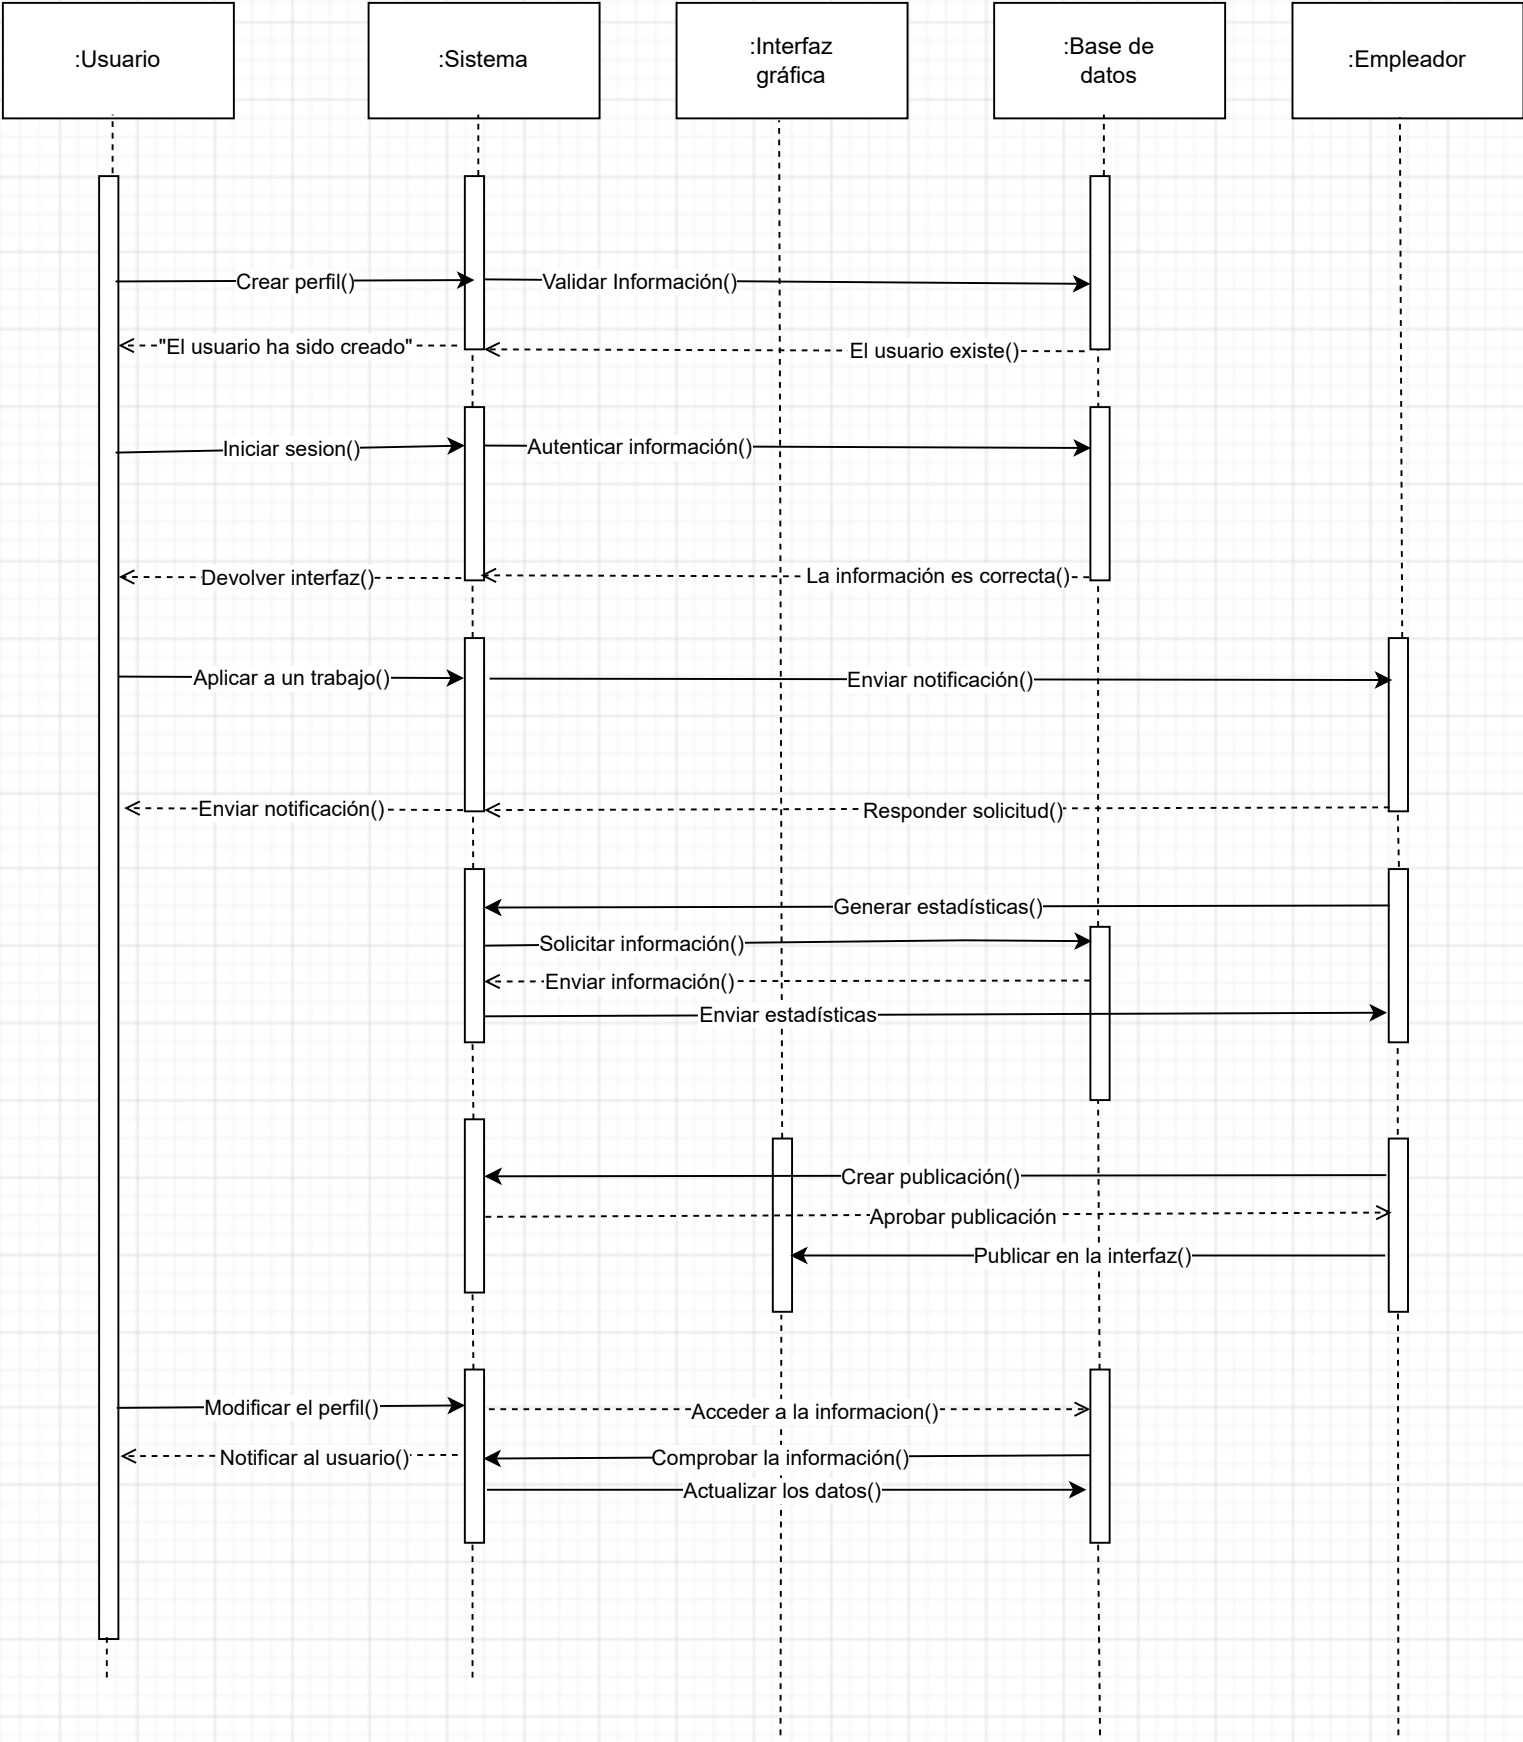 :Usuario
:Sistema
:Interfaz
gráfica
:Base de
datos
:Empleador
Crear perfil()
Validar Información()
"El usuario ha sido creado"
El usuario existe()
Iniciar sesion()
Autenticar información()
Devolver interfaz()
La información es correcta()
Aplicar a un trabajo()
Enviar notificación()
Enviar notificación()
Responder solicitud()
Generar estadísticas()
Solicitar información()
Enviar información()
Enviar estadísticas
Crear publicación()
Aprobar publicación
Publicar en la interfaz()
Modificar el perfil()
Acceder a la informacion()
Notificar al usuario()
Comprobar la información()
Actualizar los datos()